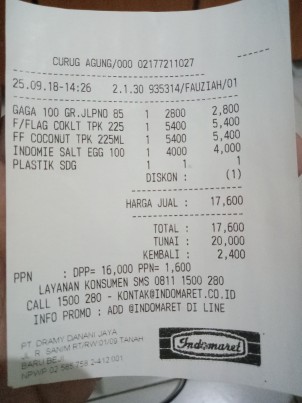 CURUG AGUNG/000 02177211027
25.09.18-14:26 2.1.30 935314/FAUZIAH/01
GAGA 100 GR.JLPNO 85 1 2800 2,800
F/FLAG COKLT TPK 225 1 5400 5,400
FF COCONUT TPK 225ML 1 5400 5,400
INDOMIE SALT EGG 100 1 4000 4,000
PLASTIK SDG 1 1 1
DISKON : (1)
HARGA JUAL : 17,600
TOTAL : 17,600
TUNAI : 20,000
KEMBALI : 2,400
PPN : DPP= 16,000 PPN= 1,600
LAYANAN KONSUMEN SMS 0811 1500 280
CALL 1500 280 - KONTAK@INDOMARET.CO.ID
INFO PROMO : ADD @INDOMARET DI LINE
PT. DRAMY DANANI JAYA
JL. R. SANIM RT/RW 01/09 TANAH
BARU BEJI
NPWP 02.585.759.2-412.001
Indomaret